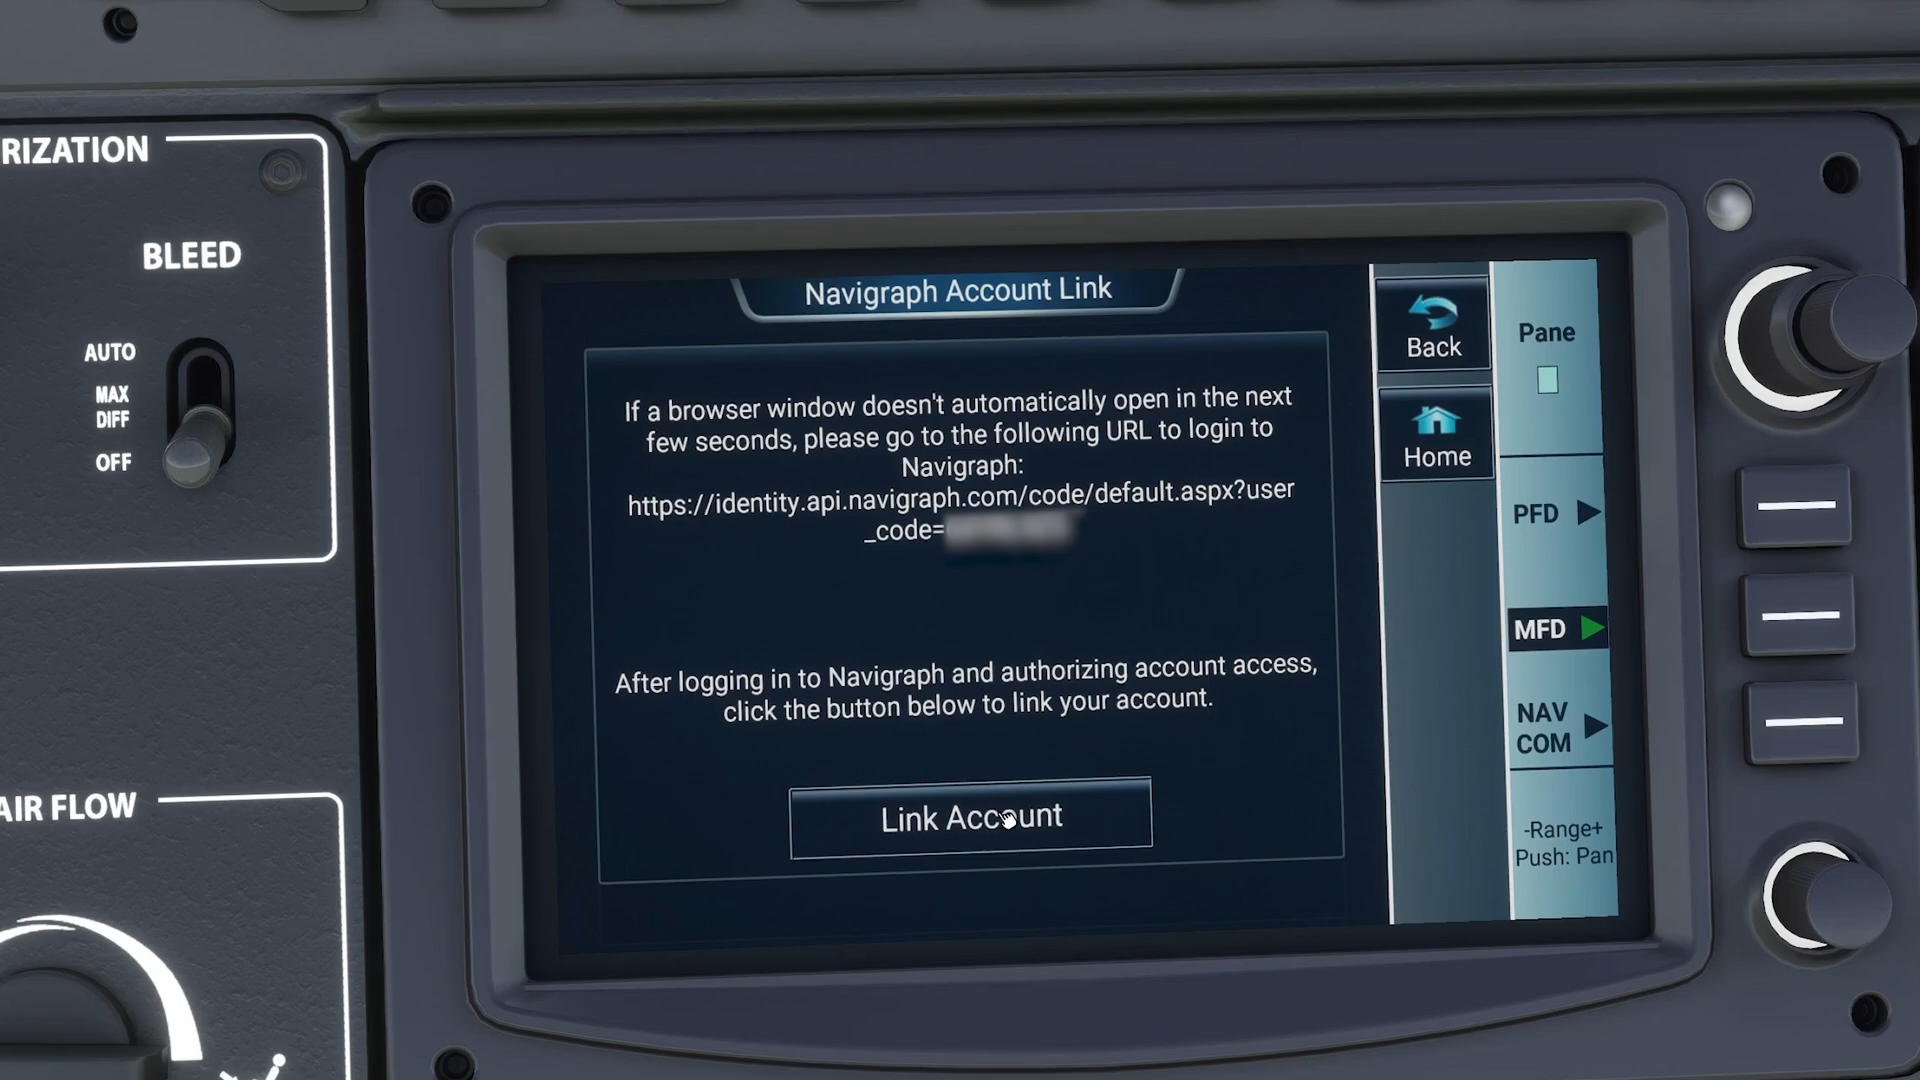 RIZATION
BLEED
AUTO
MAX
DIFF
OFF
AIR FLOW
Navigraph Account Link
If a browser window doesn't automatically open in the next
few seconds, please go to the following URL to login to
Navigraph:
https://identity.api.navigraph.com/code/default.aspx?user
_code=
After logging in to Navigraph and authorizing account access,
click the button below to link your account.
Link Account
Back
Home
Pane
PFD
MFD
NAV
COM
-Range+
Push: Pan